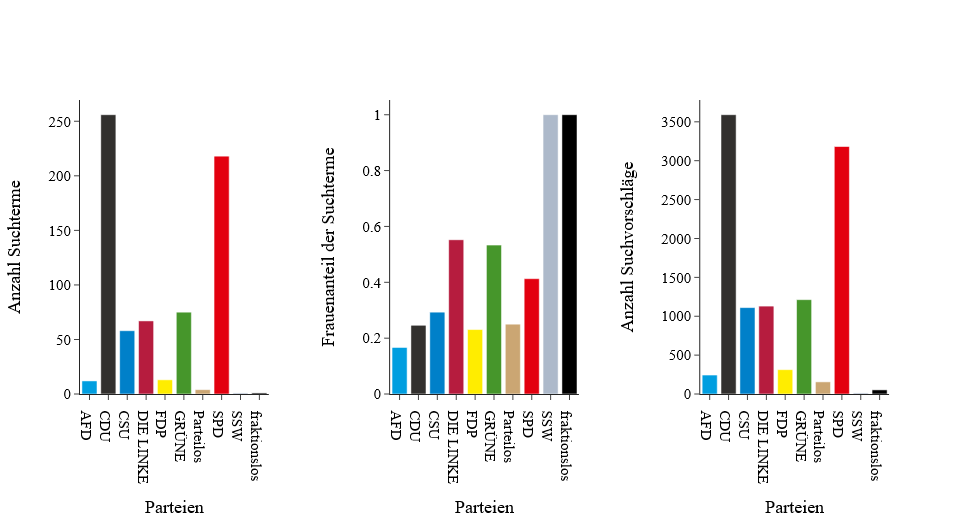 Anzahl Suchterme
250
200
150
100
50
0
AFD
CDU
CSU
DIE LINKE
FDP
GRÜNE
Parteilos
SPD
SSW
fraktionslos
Parteien
Frauenanteil der Suchterme
1
0.8
0.6
0.4
0.2
0
AFD
CDU
CSU
DIE LINKE
FDP
GRÜNE
Parteilos
SPD
SSW
fraktionslos
Parteien
Anzahl Suchvorschläge
3500
3000
2500
2000
1500
1000
500
0
AFD
CDU
CSU
DIE LINKE
FDP
GRÜNE
Parteilos
SPD
SSW
fraktionslos
Parteien